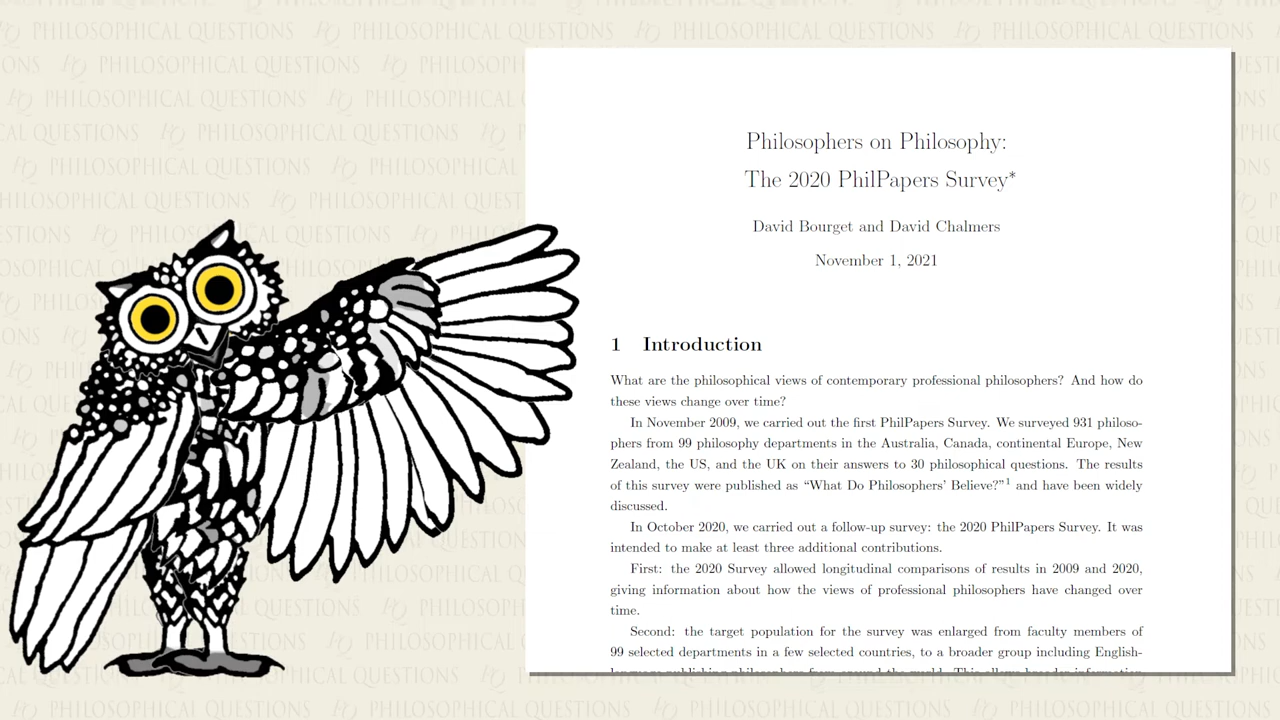 Philosophers on Philosophy:
The 2020 PhilPapers Survey*
David Bourget and David Chalmers
November 1, 2021
1 Introduction
What are the philosophical views of contemporary professional philosophers? And how do
these views change over time?
In November 2009, we carried out the first PhilPapers Survey. We surveyed 931 philoso-
phers from 99 philosophy departments in the Australia, Canada, continental Europe, New
Zealand, the US, and the UK on their answers to 30 philosophical questions. The results
of this survey were published as “What Do Philosophers’ Believe?”1 and have been widely
discussed.
In October 2020, we carried out a follow-up survey: the 2020 PhilPapers Survey. It was
intended to make at least three additional contributions.
First: the 2020 Survey allowed longitudinal comparisons of results in 2009 and 2020,
giving information about how the views of professional philosophers have changed over
time.
Second: the target population for the survey was enlarged from faculty members of
99 selected departments in a few selected countries, to a broader group including English-
PHILOSOPHICAL QUESTIONS